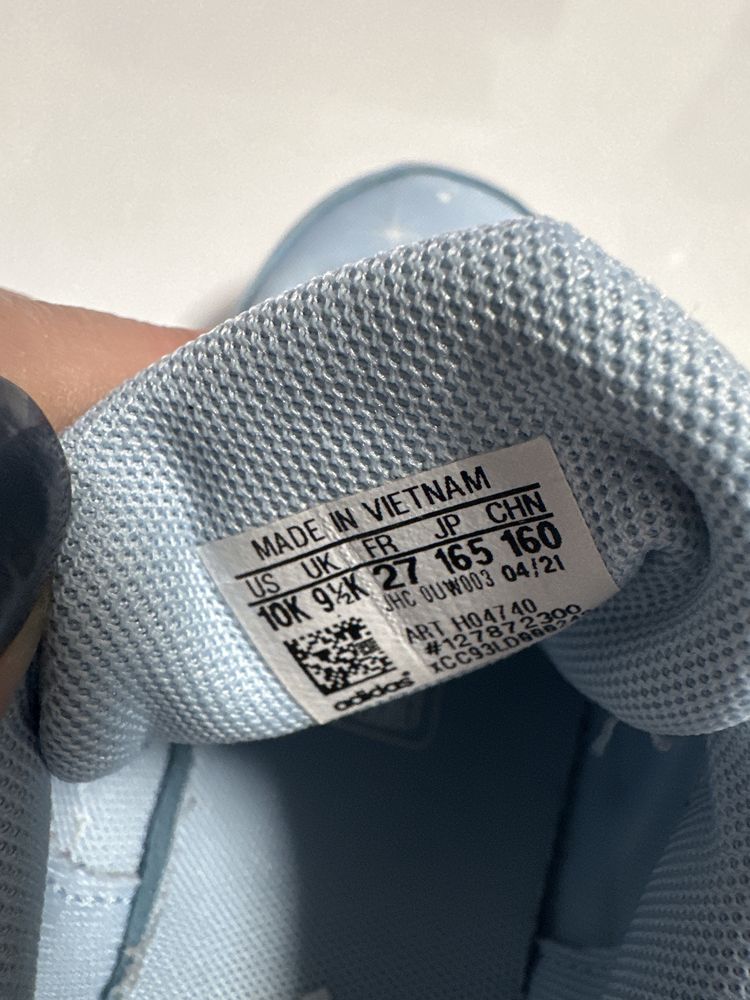 MADE IN VIETNAM
US UK FR JP CHN
10K 9½K 27 165 160
JHC 0UW003 04/21
ART H04740
#127872300
adidas